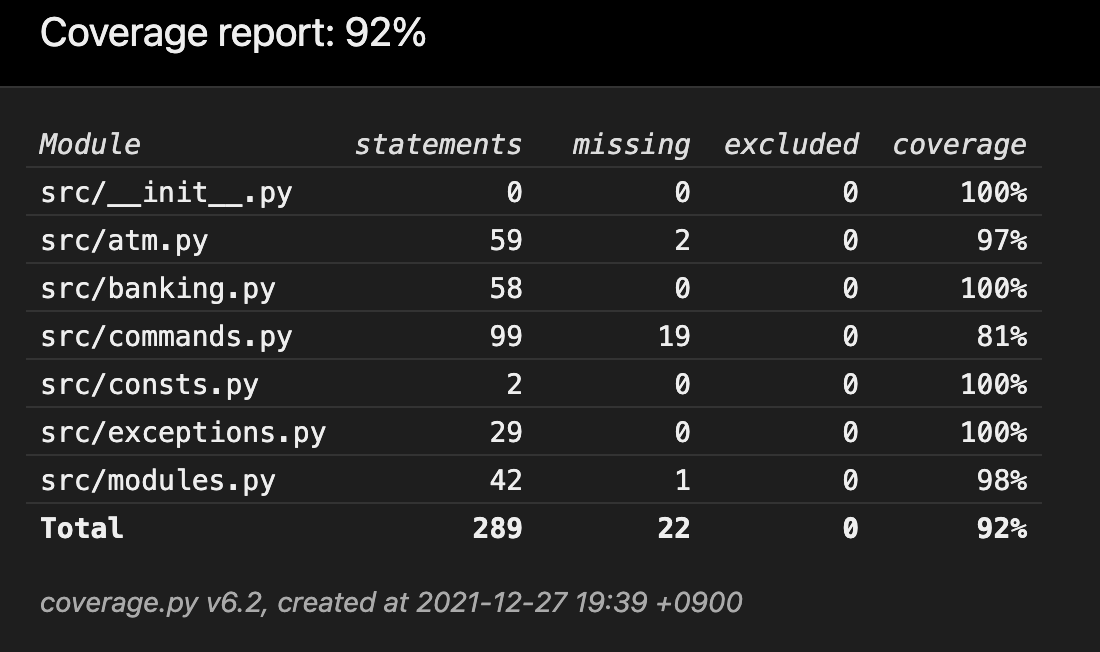 Coverage report: 92%
Module statements missing excluded coverage
src/__init__.py 0 0 0 100%
src/atm.py 59 2 0 97%
src/banking.py 58 0 0 100%
src/commands.py 99 19 0 81%
src/consts.py 2 0 0 100%
src/exceptions.py 29 0 0 100%
src/modules.py 42 1 0 98%
Total 289 22 0 92%
coverage.py v6.2, created at 2021-12-27 19:39 +0900